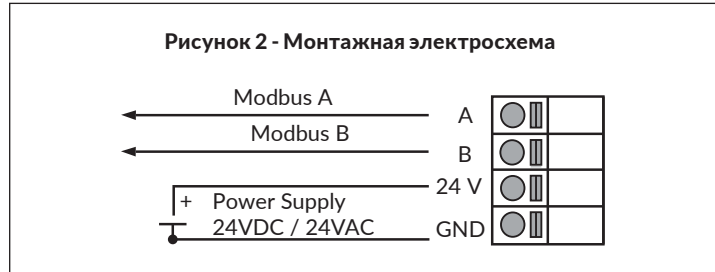 Рисунок 2 - Монтажная электросхема
Modbus A
A
Modbus B
B
24 V
+ Power Supply
24VDC / 24VAC
GND